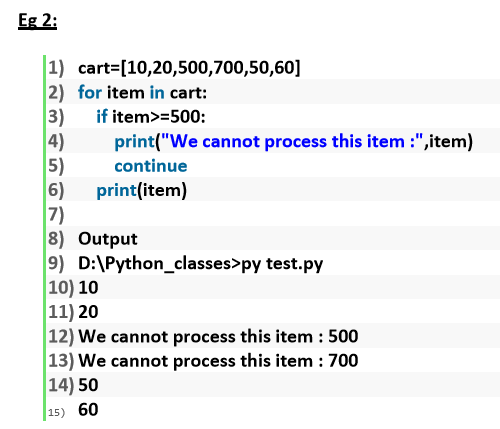 Eg 2:
1) cart=[10,20,500,700,50,60]
2) for item in cart:
3) if item>=500:
4) print("We cannot process this item :",item)
5) continue
6) print(item)
7)
8) Output
9) D:\Python_classes>py test.py
10) 10
11) 20
12) We cannot process this item : 500
13) We cannot process this item : 700
14) 50
15) 60